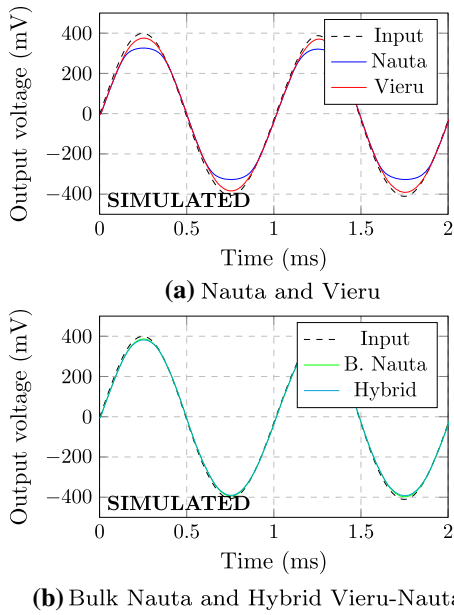 400
200
0
−200
−400
Output voltage (mV)
Input
Nauta
Vieru
SIMULATED
0 0.5 1 1.5 2
Time (ms)
(a) Nauta and Vieru
400
200
0
−200
−400
Output voltage (mV)
Input
B. Nauta
Hybrid
SIMULATED
0 0.5 1 1.5 2
Time (ms)
(b) Bulk Nauta and Hybrid Vieru-Nauta